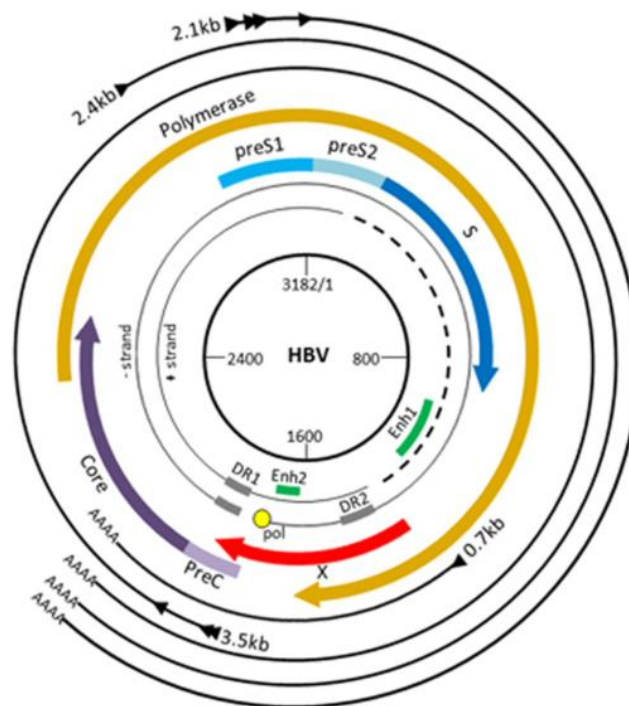 2.1kb
2.4kb
Polymerase
preS1
preS2
S
3182/1
- strand
+ strand
2400
HBV
800
1600
Enh1
DR1
Enh2
DR2
pol
Core
AAAA
PreC
X
0.7kb
AAAA
AAAA
AAAA
3.5kb